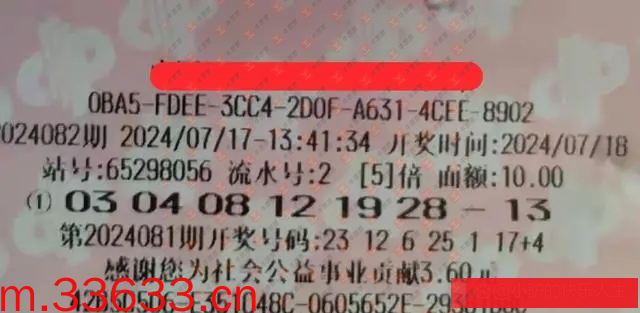 0BA5-FDEE-3CC4-2D0F-A631-4CEE-8902
2024082期 2024/07/17-13:41:34 开奖时间:2024/07/18
站号:65298056 流水号:2 [5]倍 面额:10.00
(1) 03 04 08 12 19 28 - 13
第2024081期开奖号码:23 12 6 25 1 17+4
感谢您为社会公益事业贡献3.60元
m.33633.cn